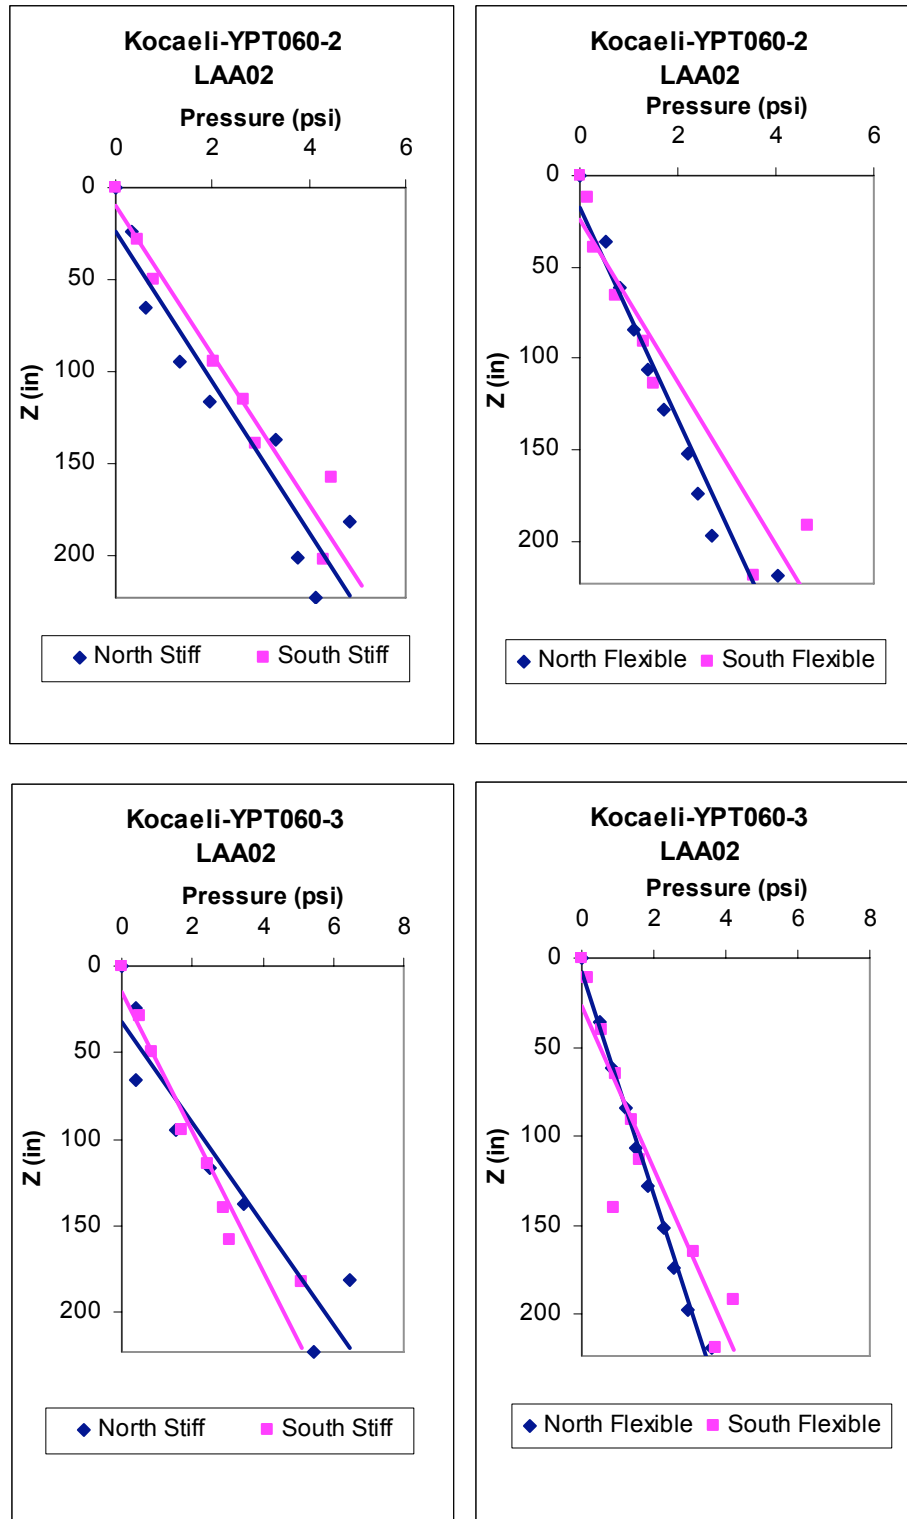 Kocaeli-YPT060-2
LAA02
Pressure (psi)
0 2 4 6
0
50
100
150
200
Z (in)
North Stiff South Stiff
Kocaeli-YPT060-2
LAA02
Pressure (psi)
0 2 4 6
0
50
100
150
200
Z (in)
North Flexible South Flexible
Kocaeli-YPT060-3
LAA02
Pressure (psi)
0 2 4 6 8
0
50
100
150
200
Z (in)
North Stiff South Stiff
Kocaeli-YPT060-3
LAA02
Pressure (psi)
0 2 4 6 8
0
50
100
150
200
Z (in)
North Flexible South Flexible